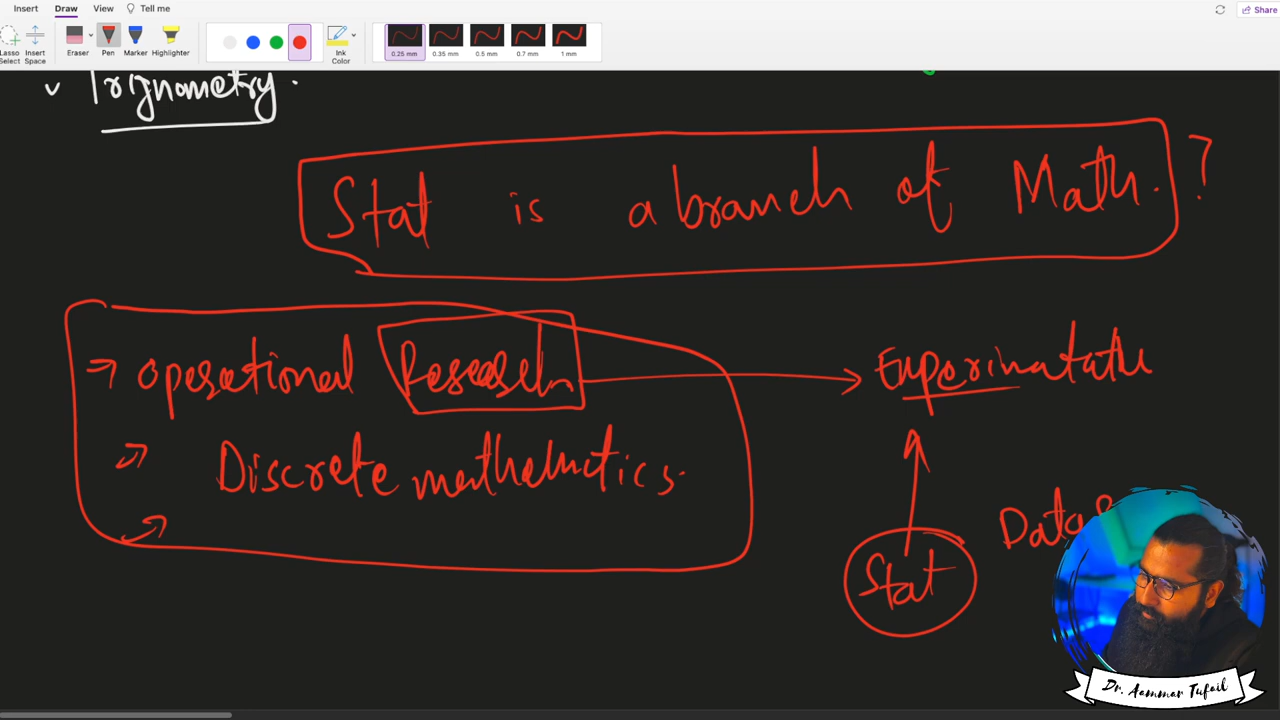 Insert Draw View Tell me Share
Lasso Select Insert Space Eraser Pen Marker Highlighter Ink Color 0.25 mm 0.35 mm 0.5 mm 0.7 mm 1 mm
Trignometry.
Stat is a branch of Math. ?
→ Operational Research →
→ Discrete mathematics.
→
Stat
Data
Dr. Aammar Tufail